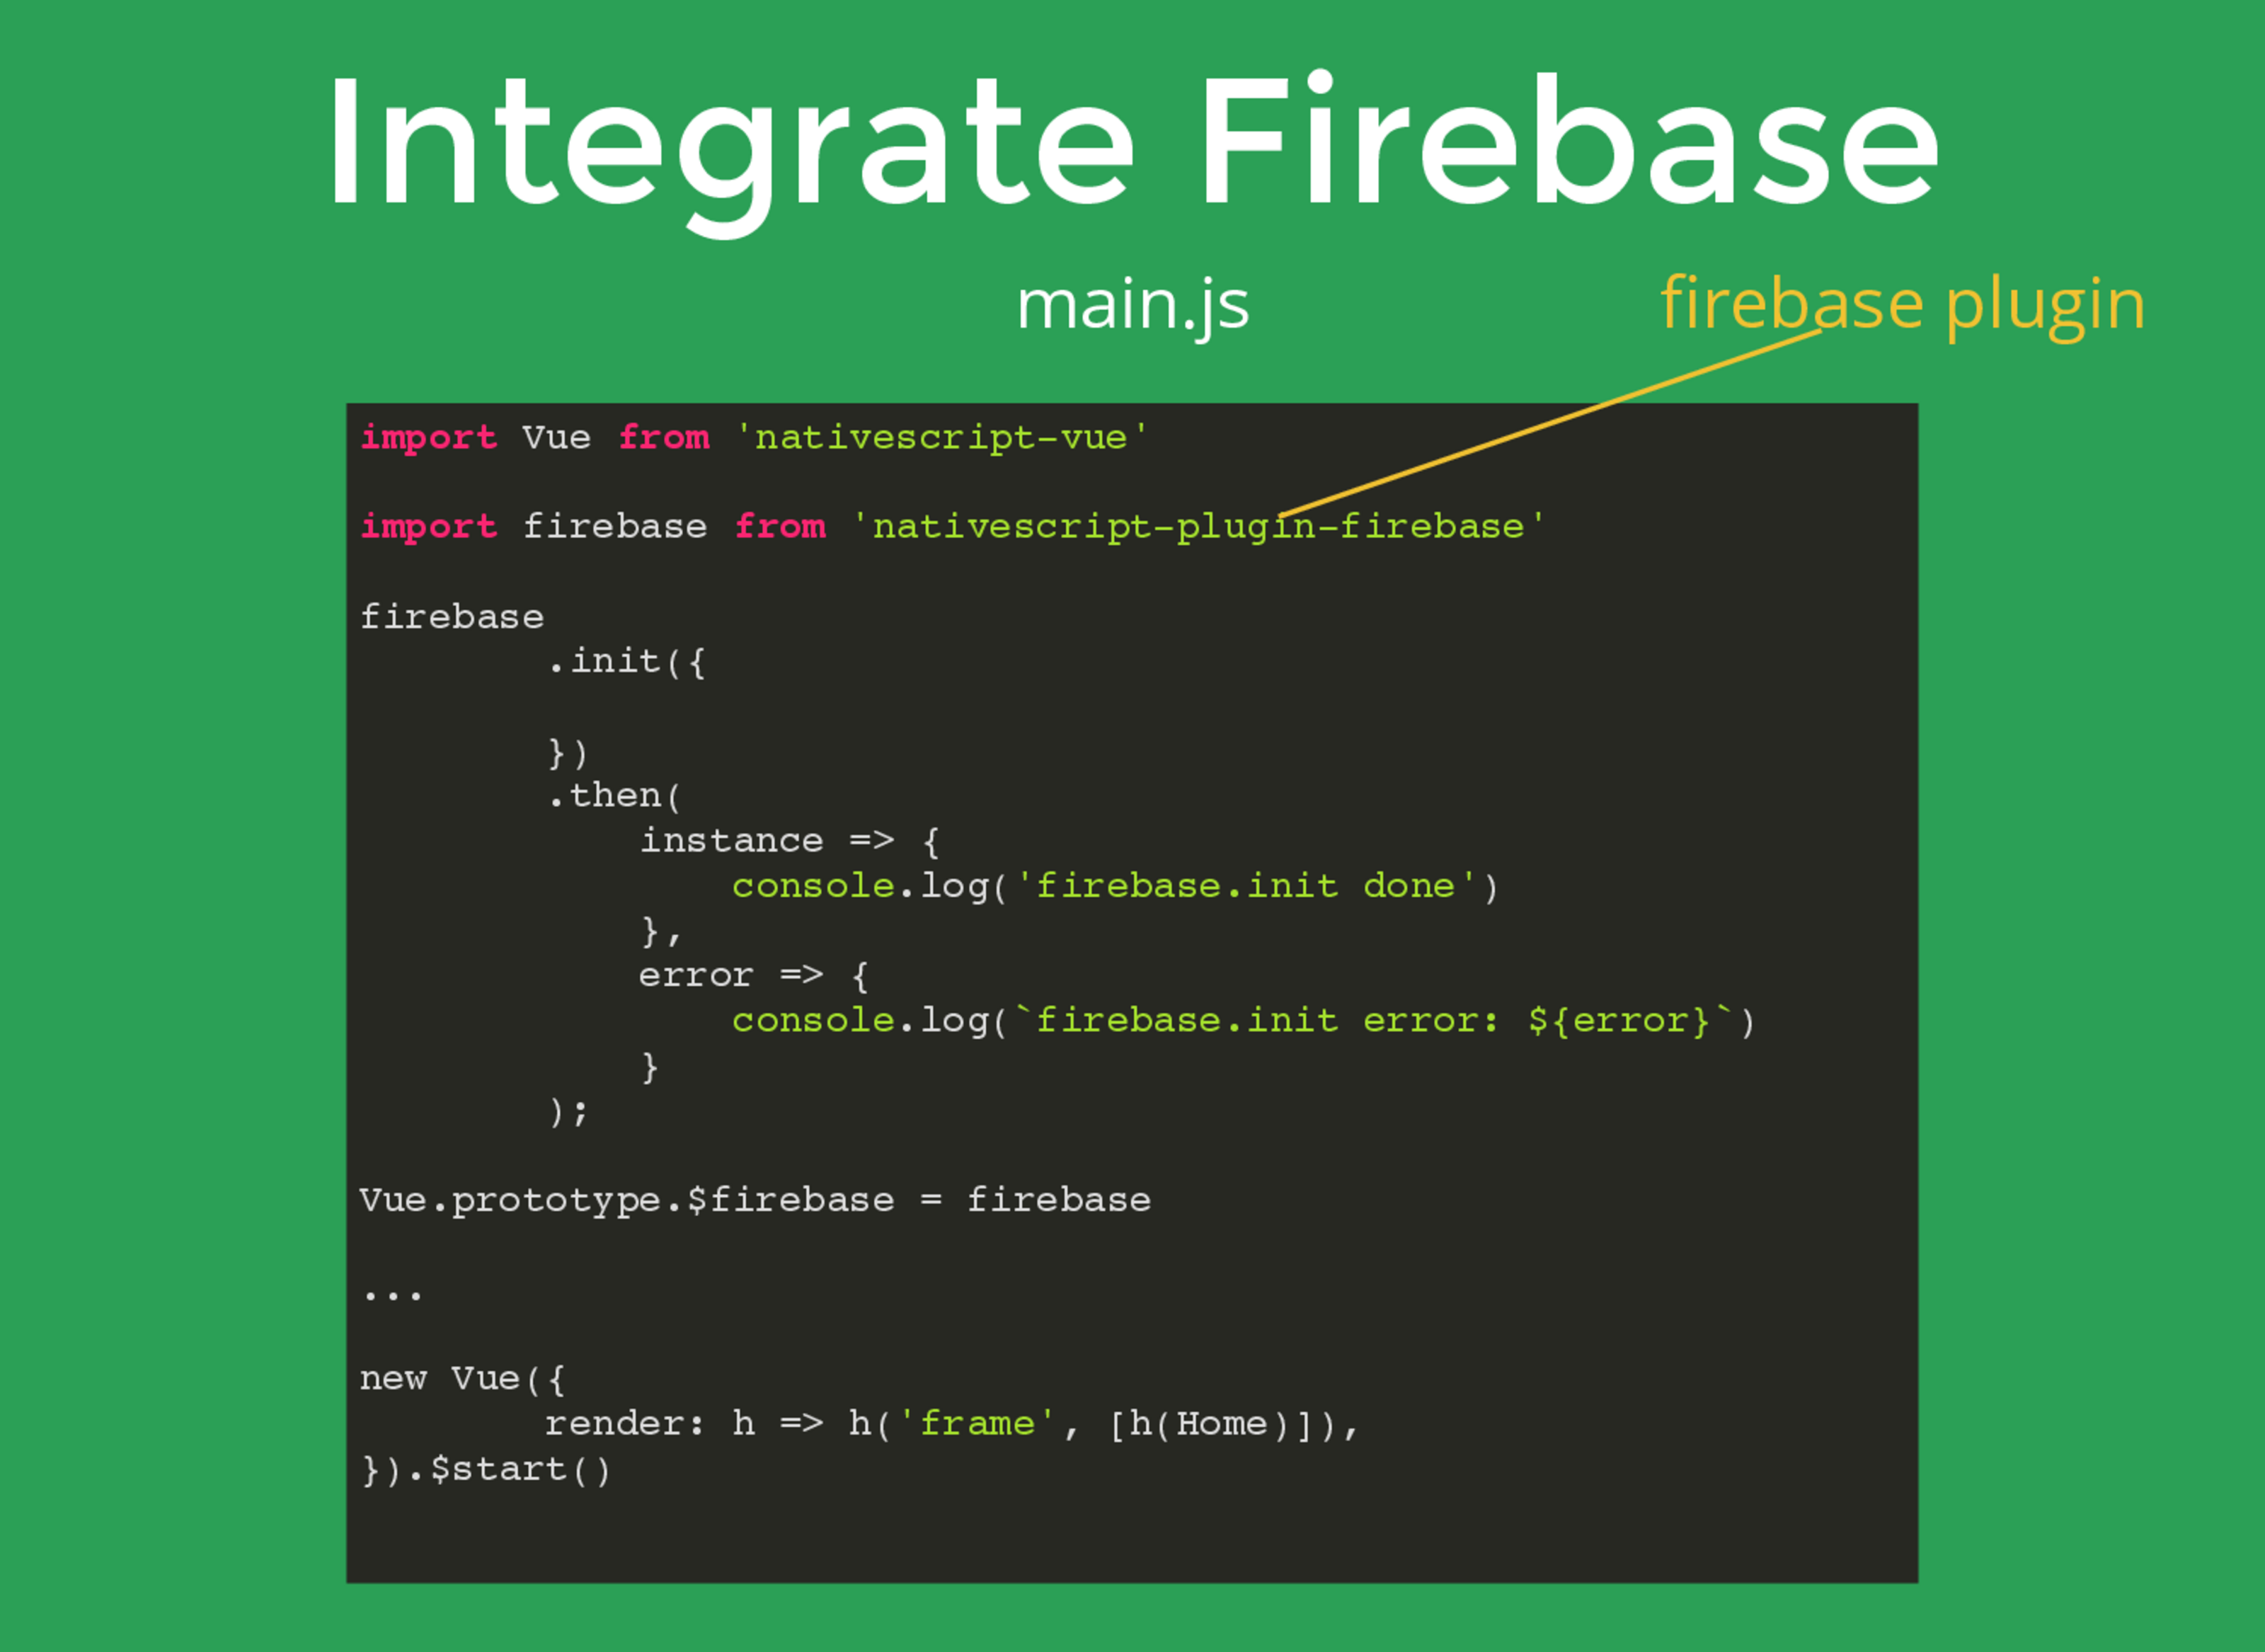 Integrate Firebase
main.js
firebase plugin
import Vue from 'nativescript-vue'
import firebase from 'nativescript-plugin-firebase'
firebase
.init({
})
.then(
instance => {
console.log('firebase.init done')
},
error => {
console.log(`firebase.init error: ${error}`)
}
);
Vue.prototype.$firebase = firebase
...
new Vue({
render: h => h('frame', [h(Home)]),
}).$start()